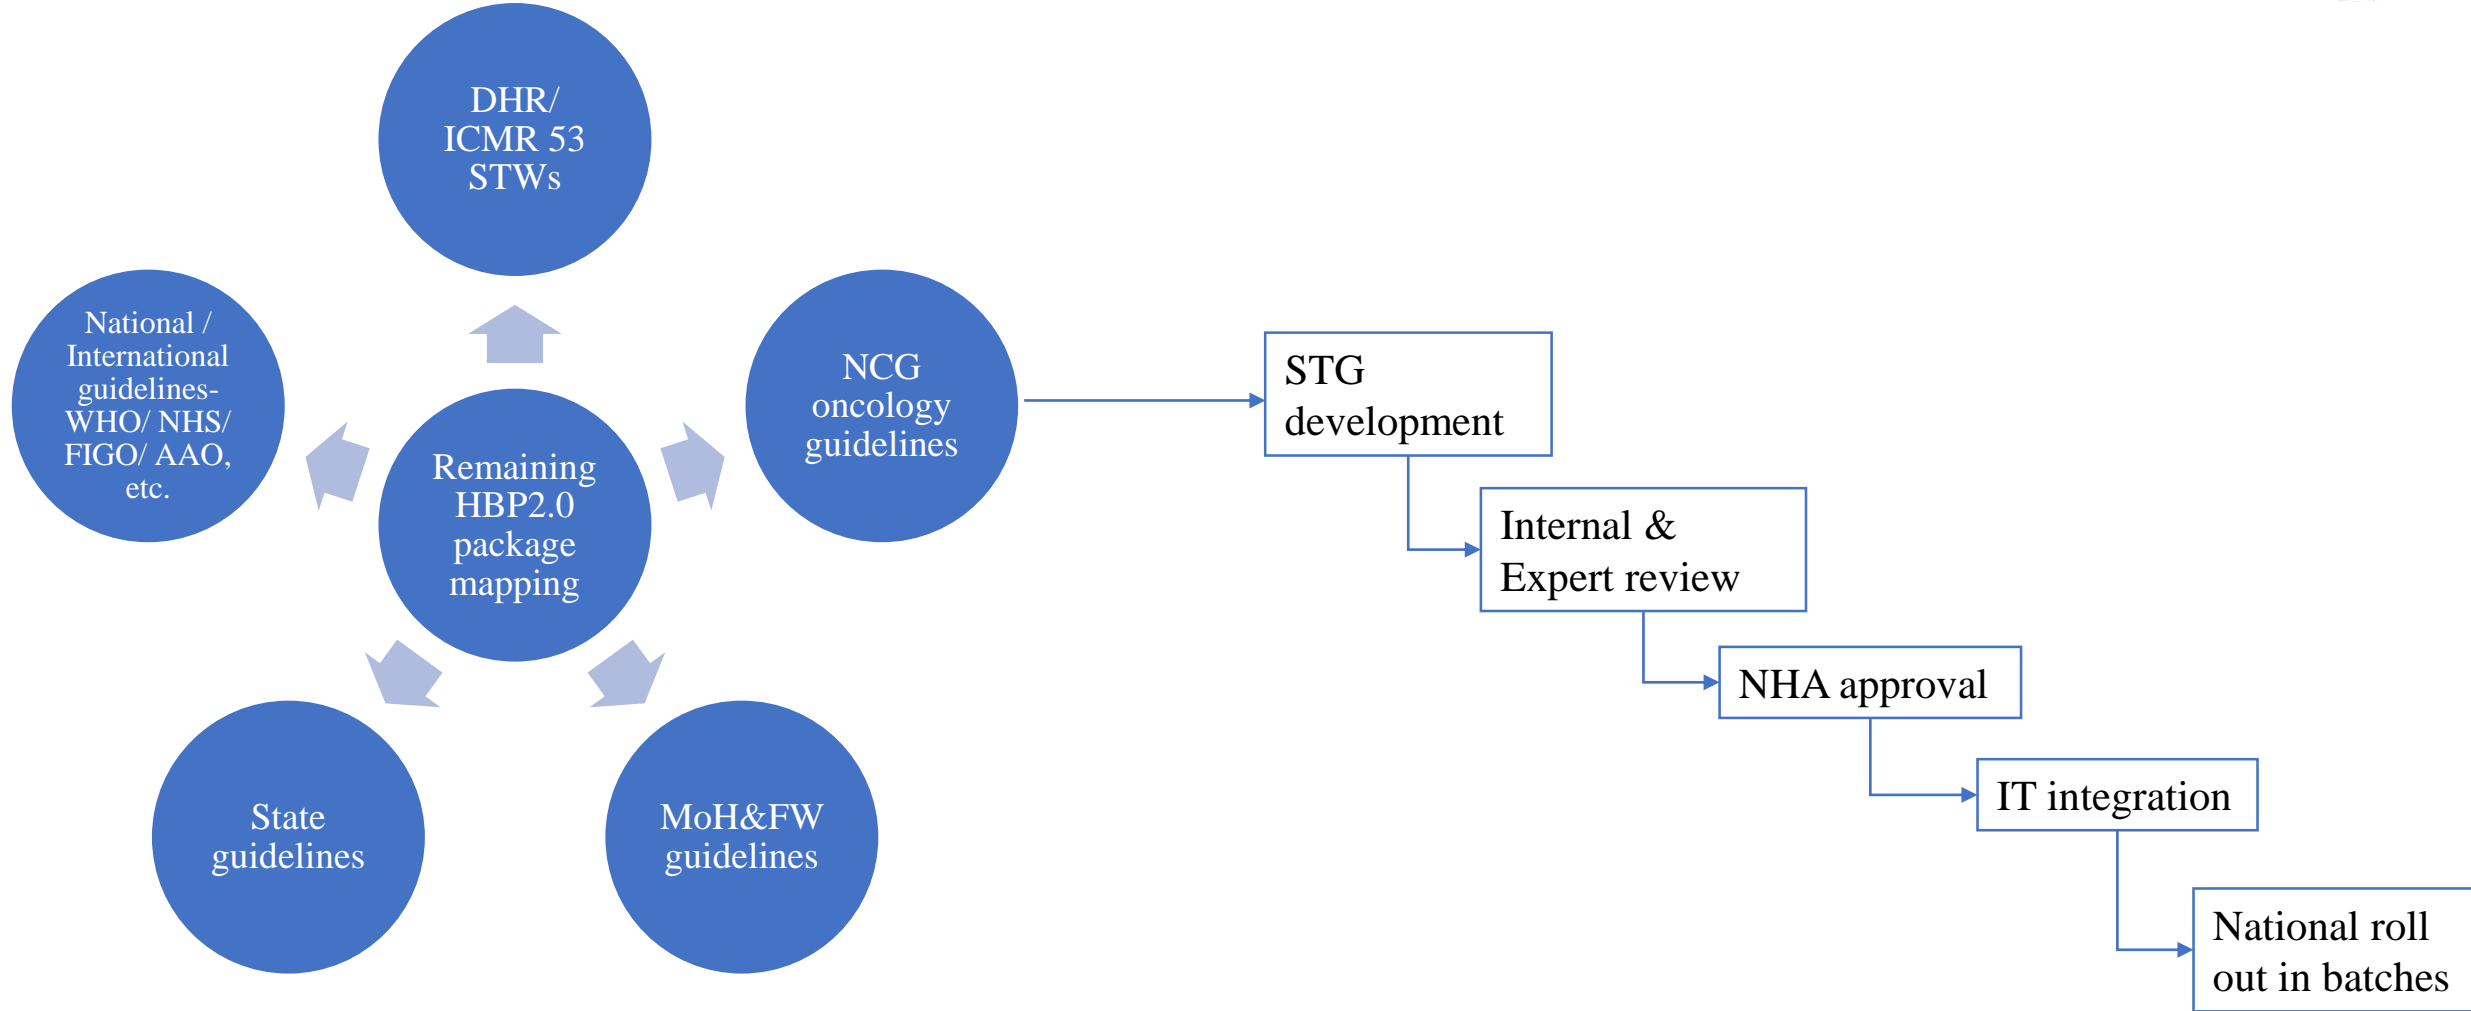 DHR/
ICMR 53
STWs
National /
International
guidelines-
WHO/ NHS/
FIGO/ AAO,
etc.
NCG
oncology
guidelines
Remaining
HBP2.0
package
mapping
State
guidelines
MoH&FW
guidelines
STG
development
Internal &
Expert review
NHA approval
IT integration
National roll
out in batches